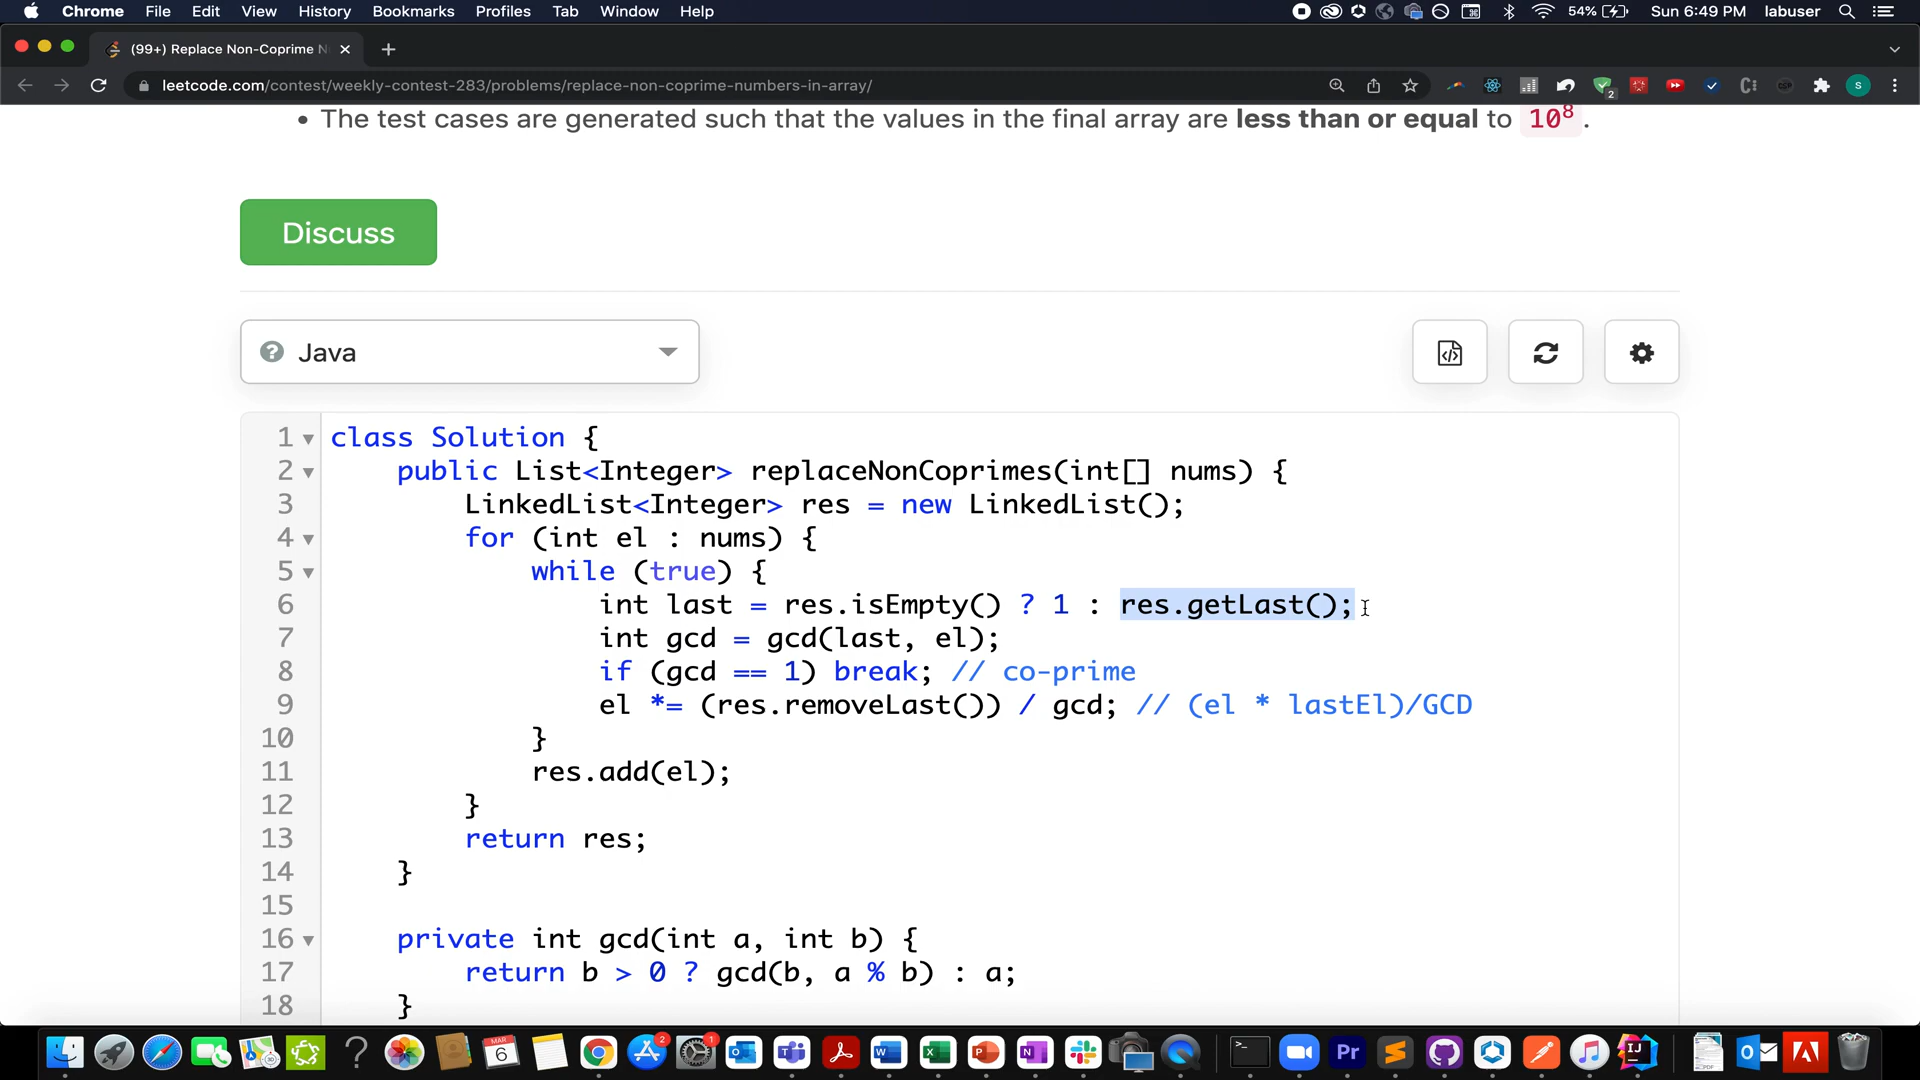 Chrome File Edit View History Bookmarks Profiles Tab Window Help 54% Sun 6:49 PM labuser
(99+) Replace Non-Coprime N
leetcode.com/contest/weekly-contest-283/problems/replace-non-coprime-numbers-in-array/
The test cases are generated such that the values in the final array are less than or equal to 10⁸.
Discuss
Java
1 class Solution {
2 public List<Integer> replaceNonCoprimes(int[] nums) {
3 LinkedList<Integer> res = new LinkedList();
4 for (int el : nums) {
5 while (true) {
6 int last = res.isEmpty() ? 1 : res.getLast();
7 int gcd = gcd(last, el);
8 if (gcd == 1) break; // co-prime
9 el *= (res.removeLast()) / gcd; // (el * lastEl)/GCD
10 }
11 res.add(el);
12 }
13 return res;
14 }
15
16 private int gcd(int a, int b) {
17 return b > 0 ? gcd(b, a % b) : a;
18 }